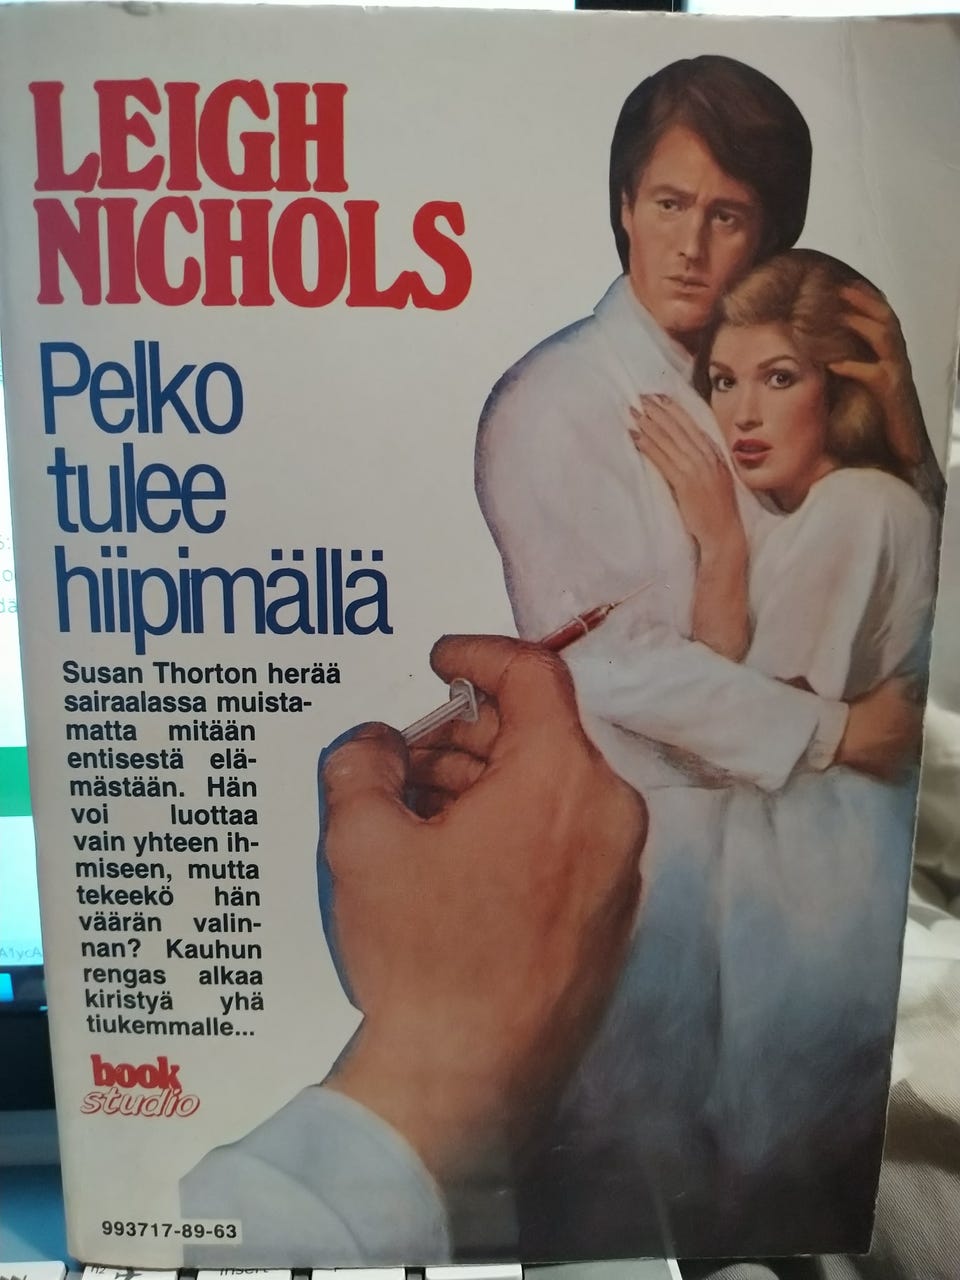 LEIGH
NICHOLS
Pelko
tulee
hiipimällä
Susan Thorton herää
sairaalassa muista-
matta mitään
entisestä elä-
mästään. Hän
voi luottaa
vain yhteen ih-
miseen, mutta
tekeekö hän
väärän valin-
nan? Kauhun
rengas alkaa
kiristyä yhä
tiukemmalle...
book
studio
993717-89-63
insert